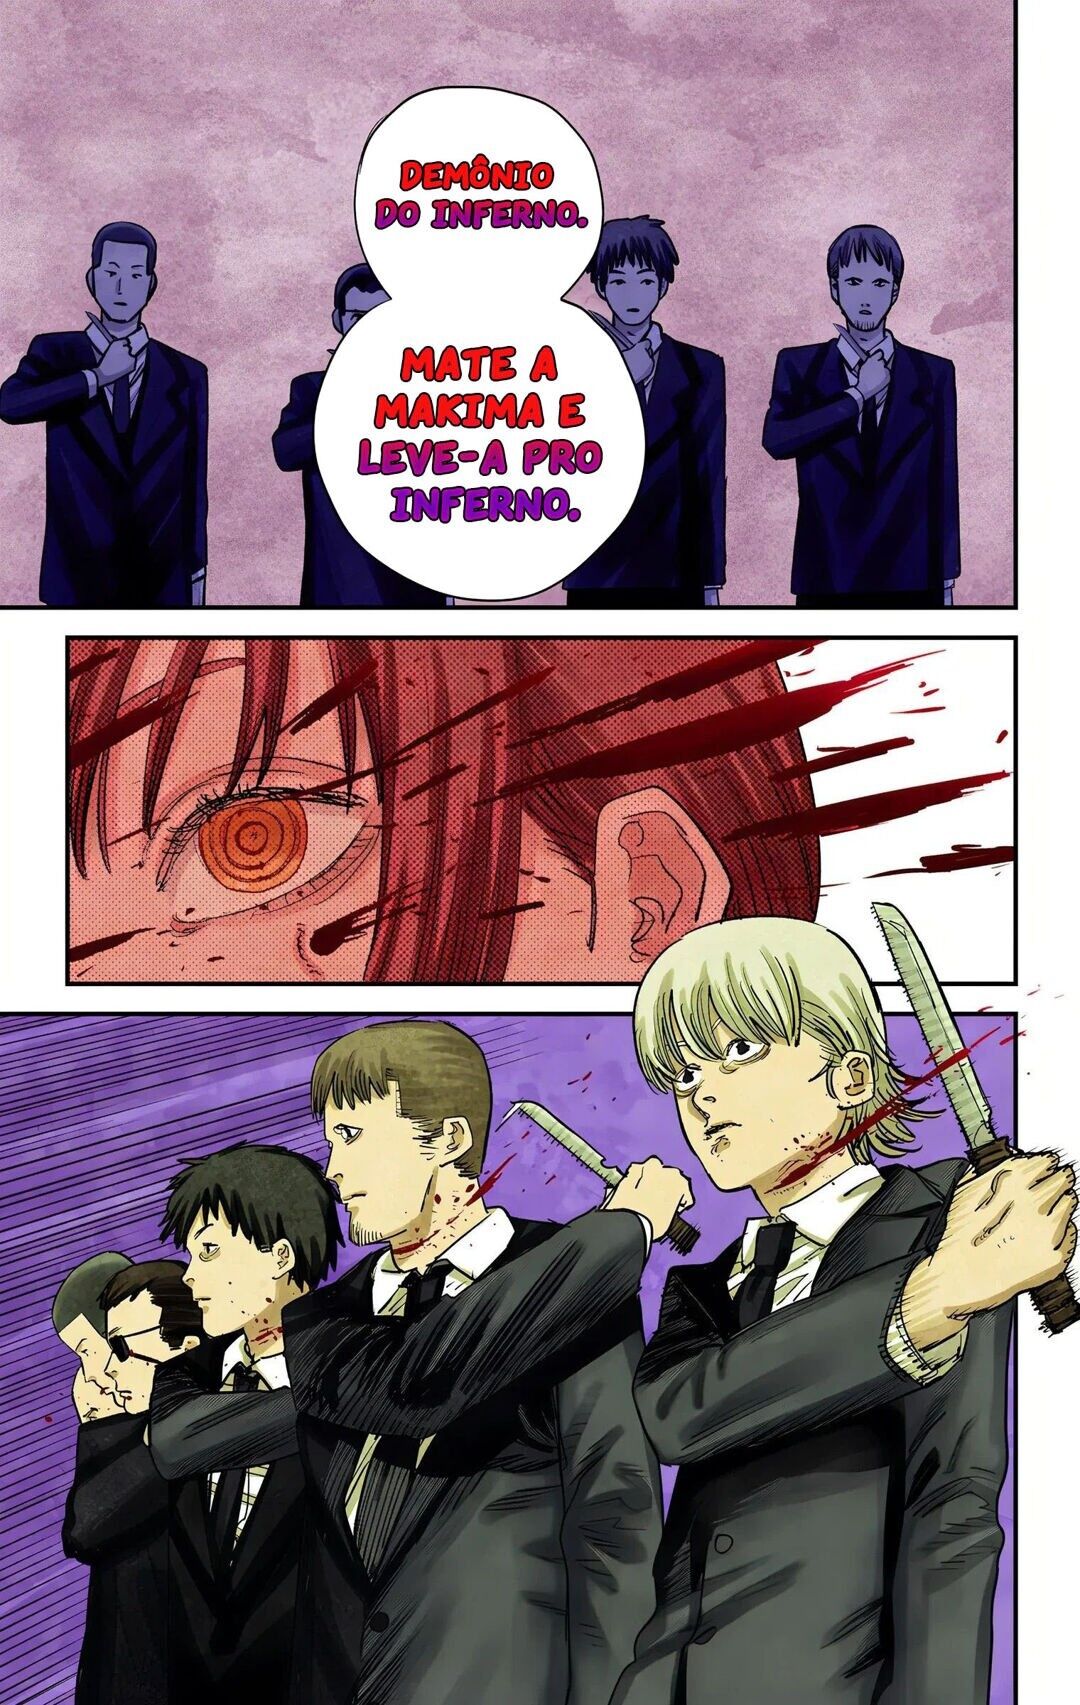 DEMÔNIO
DO INFERNO.
MATE A
MAKIMA E
LEVE-A PRO
INFERNO.